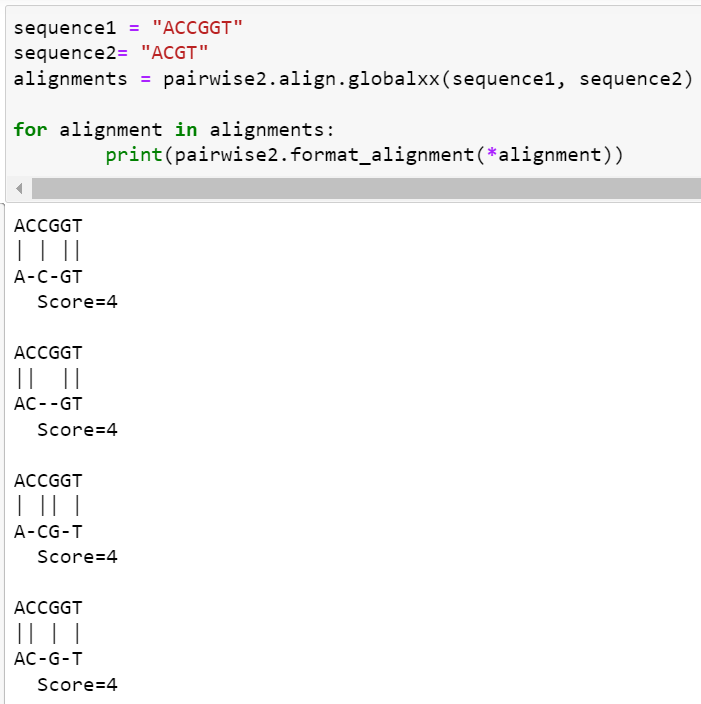 sequence1 = "ACCGGT"
sequence2= "ACGT"
alignments = pairwise2.align.globalxx(sequence1, sequence2)
for alignment in alignments:
        print(pairwise2.format_alignment(*alignment))
ACCGGT
| | ||
A-C-GT
  Score=4
ACCGGT
||  ||
AC--GT
  Score=4
ACCGGT
| || |
A-CG-T
  Score=4
ACCGGT
|| | |
AC-G-T
  Score=4